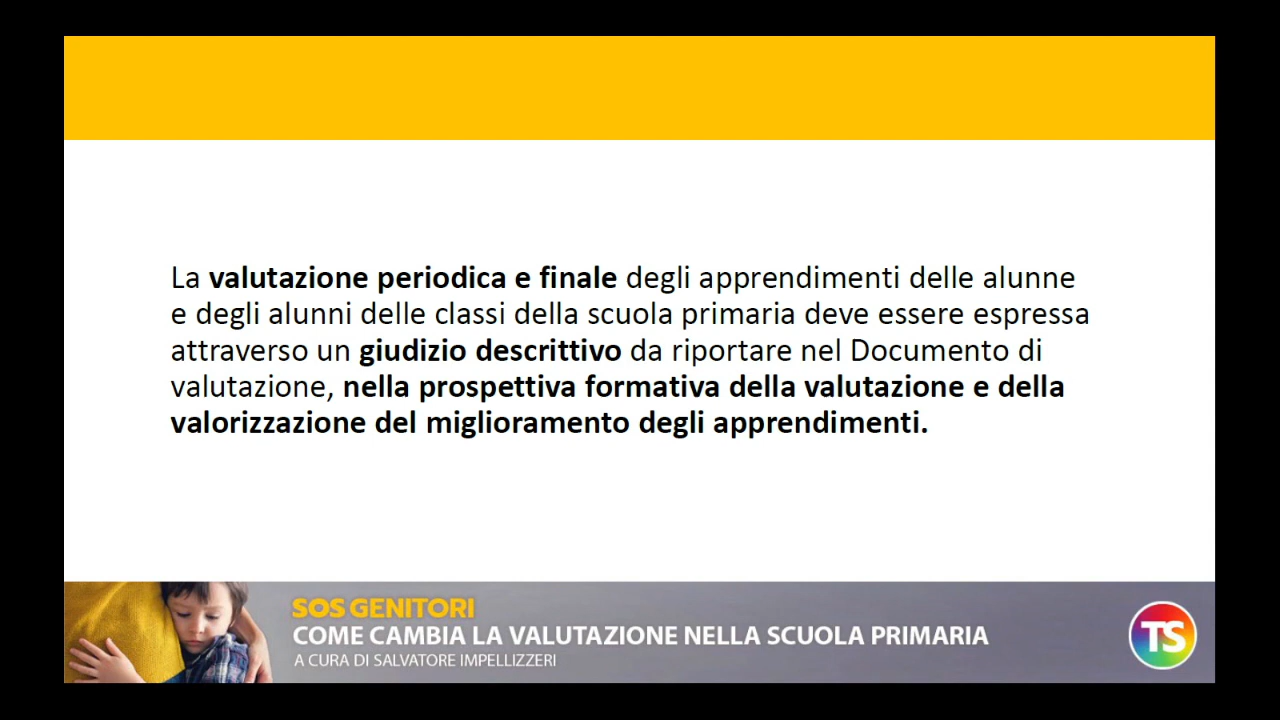 La valutazione periodica e finale degli apprendimenti delle alunne
e degli alunni delle classi della scuola primaria deve essere espressa
attraverso un giudizio descrittivo da riportare nel Documento di
valutazione, nella prospettiva formativa della valutazione e della
valorizzazione del miglioramento degli apprendimenti.
SOS GENITORI
COME CAMBIA LA VALUTAZIONE NELLA SCUOLA PRIMARIA
A CURA DI SALVATORE IMPELLIZZERI
TS